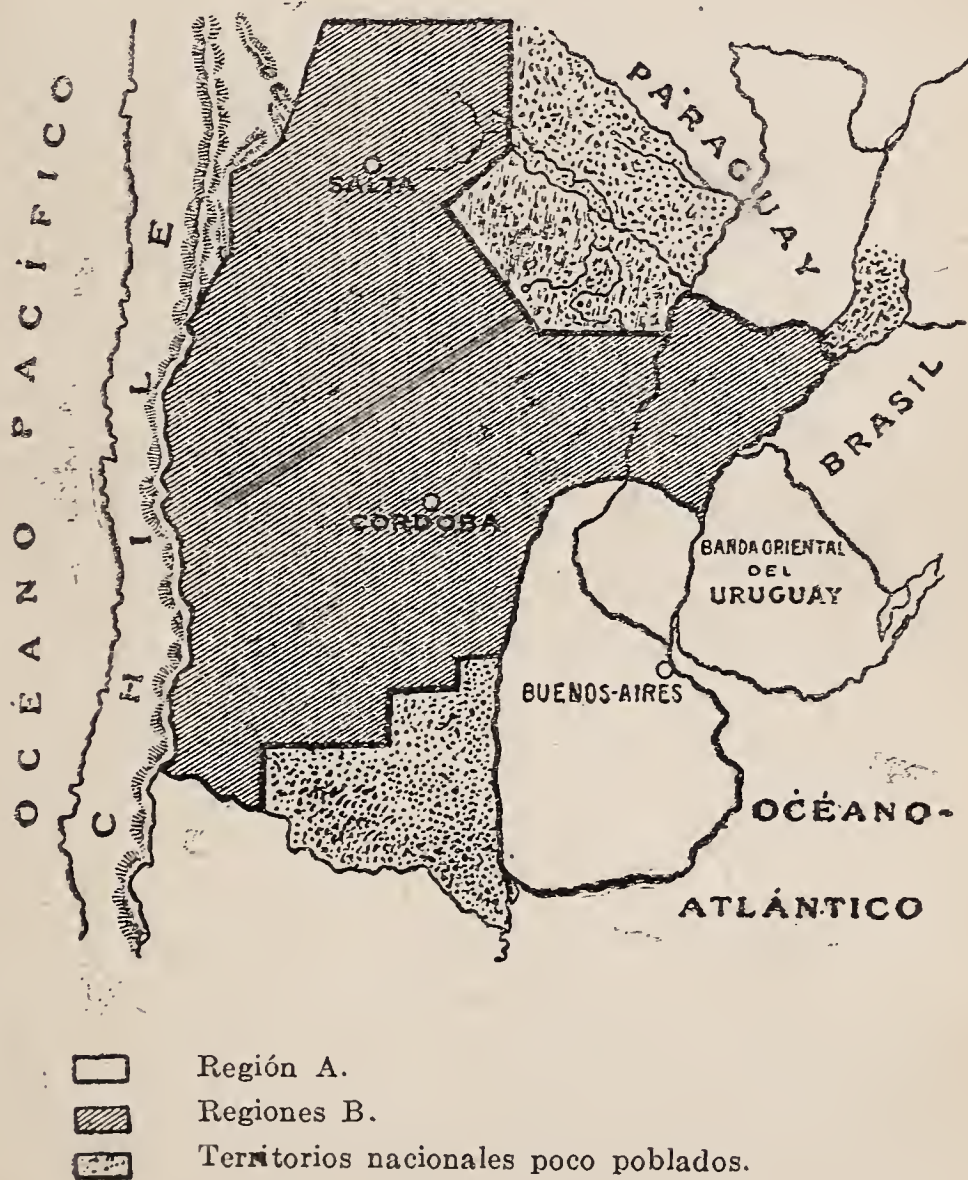 OCÉANO PACÍFICO
CHILE
PARAGUAY
SALTA
BRASIL
CÓRDOBA
BANDA ORIENTAL
DEL
URUGUAY
BUENOS-AIRES
OCÉANO-
ATLÁNTICO
Región A.
Regiones B.
Territorios nacionales poco poblados.